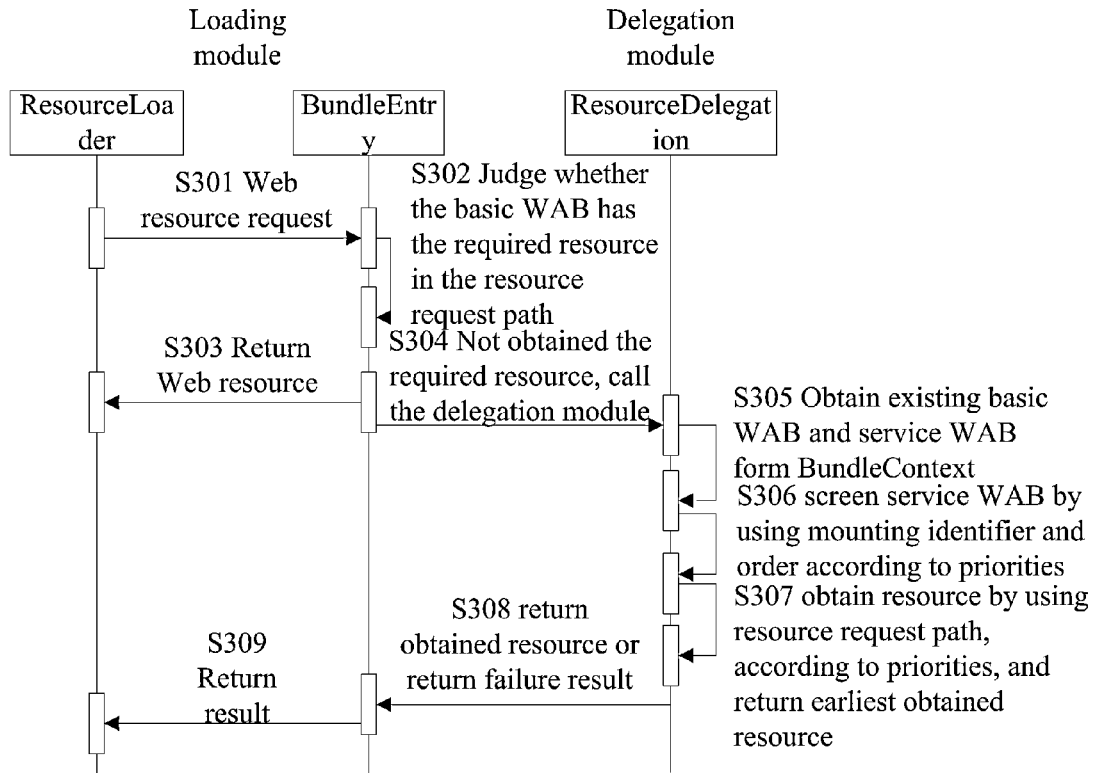 Loading
module
Delegation
module
ResourceLoa
der
BundleEntr
y
ResourceDelegat
ion
S301 Web
resource request
S302 Judge whether
the basic WAB has
the required resource
in the resource
request path
S303 Return
Web resource
S304 Not obtained the
required resource, call
the delegation module
S305 Obtain existing basic
WAB and service WAB
form BundleContext
S306 screen service WAB by
using mounting identifier and
order according to priorities
S307 obtain resource by using
resource request path,
according to priorities, and
return earliest obtained
resource
S308 return
obtained resource or
return failure result
S309
Return
result